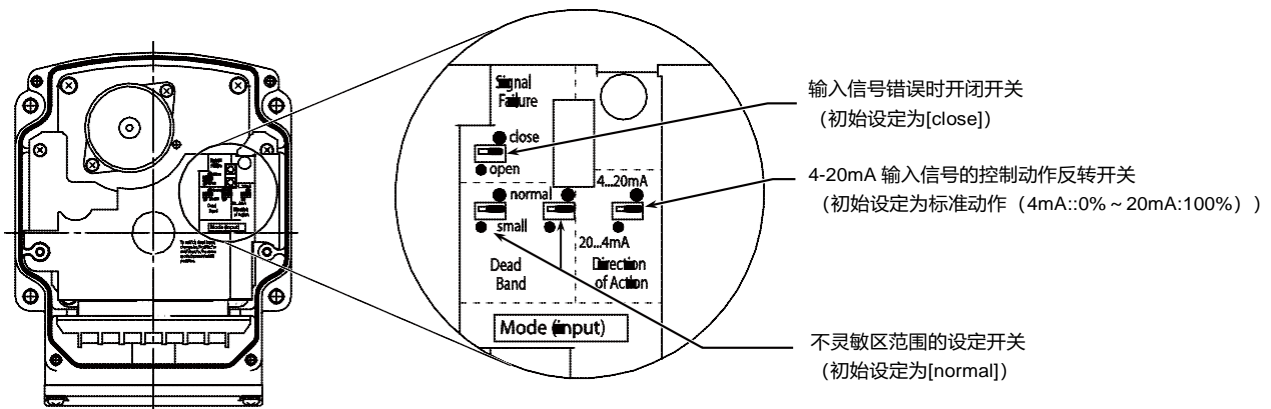 Signal
Failure
close
open
normal
small
4...20mA
20...4mA
Dead
Band
Direction
of Action
Mode (input)
输入信号错误时开闭开关
（初始设定为[close]）
4-20mA 输入信号的控制动作反转开关
（初始设定为标准动作（4mA::0%～20mA:100%））
不灵敏区范围的设定开关
（初始设定为[normal]）